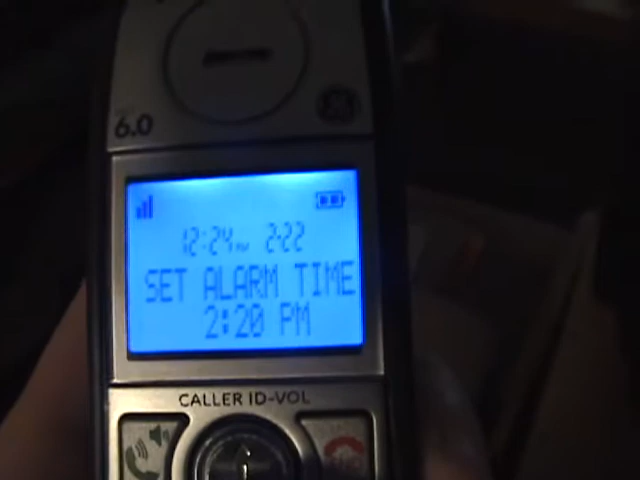 6.0
12:24 2-22
SET ALARM TIME
2:20 PM
CALLER ID-VOL